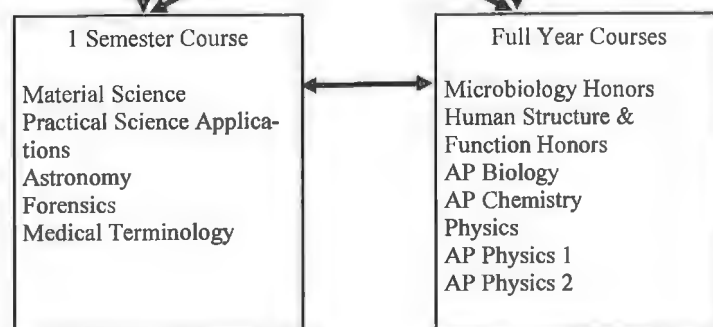 1 Semester Course
Material Science
Practical Science Applica-
tions
Astronomy
Forensics
Medical Terminology
Full Year Courses
Microbiology Honors
Human Structure &
Function Honors
AP Biology
AP Chemistry
Physics
AP Physics 1
AP Physics 2